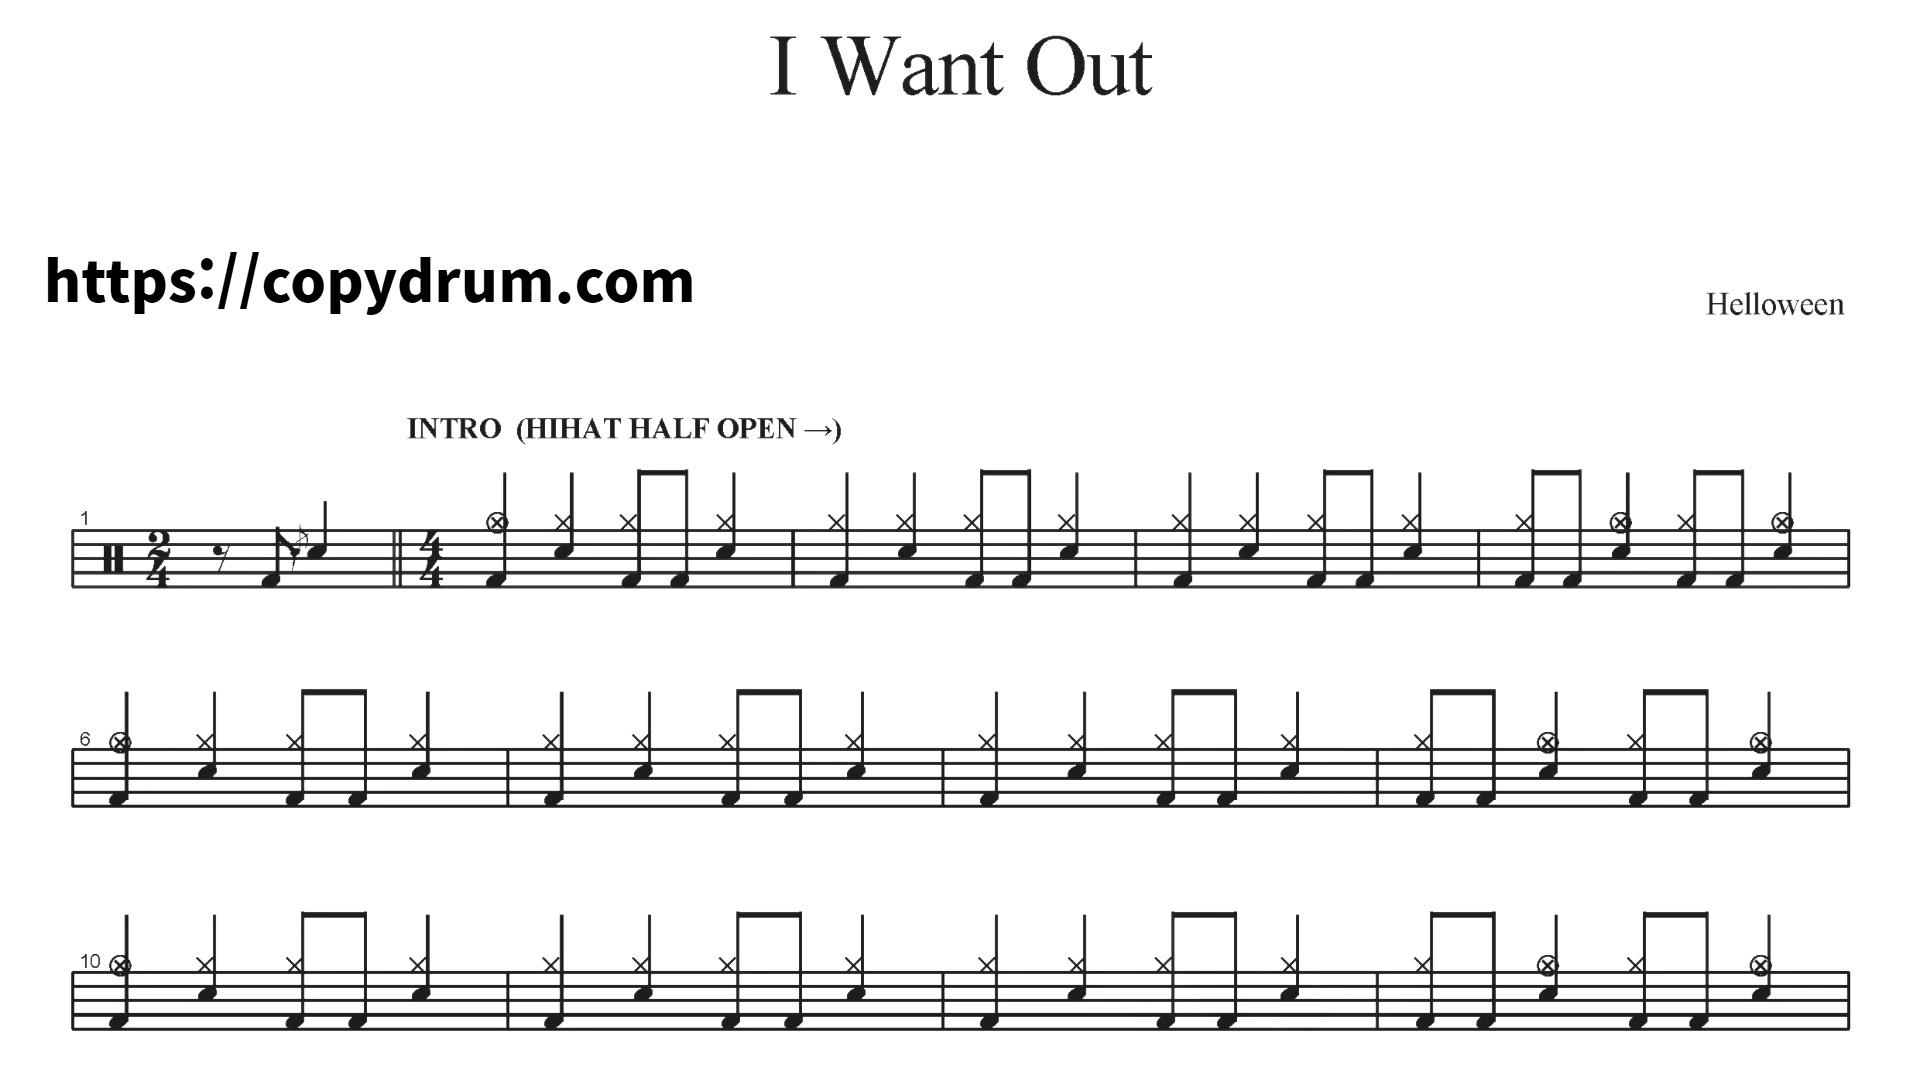 I Want Out
https://copydrum.com
Helloween
INTRO (HIHAT HALF OPEN →)
1
2
4
4
4
6
10